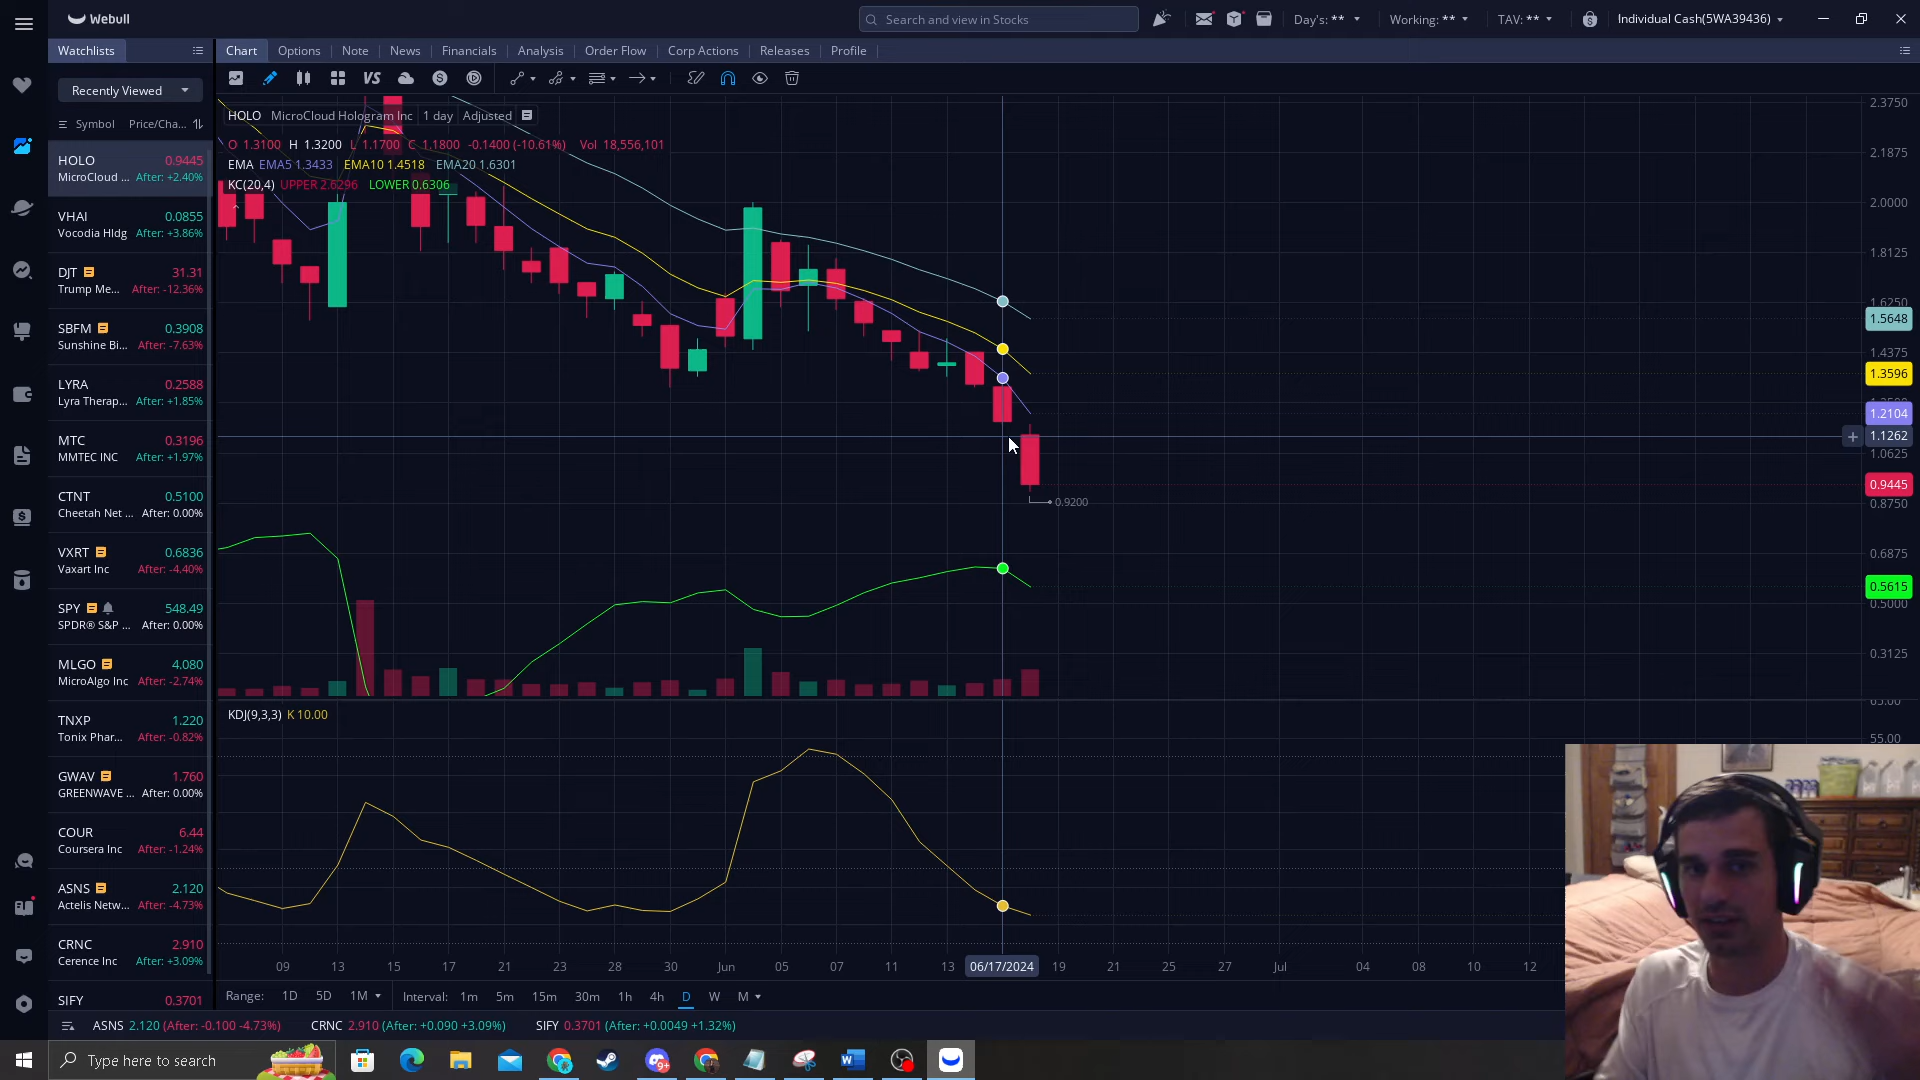 Webull
Search and view in Stocks
Day's: **
Working: **
TAV: **
Individual Cash(5WA39436)
Watchlists
Chart Options Note News Financials Analysis Order Flow Corp Actions Releases Profile
Recently Viewed
VS
Symbol Price/Cha...
HOLO 0.9445
MicroCloud ... After: +2.40%
VHAI 0.0855
Vocodia Hldg After: +3.86%
DJT 31.31
Trump Me... After: -12.36%
SBFM 0.3908
Sunshine Bi... After: -7.63%
LYRA 0.2588
Lyra Therap... After: +1.85%
MTC 0.3196
MMTEC INC After: +1.97%
CTNT 0.5100
Cheetah Net ... After: 0.00%
VXRT 0.6836
Vaxart Inc After: -4.40%
SPY 548.49
SPDR® S&P ... After: 0.00%
MLGO 4.080
MicroAlgo Inc After: -2.74%
TNXP 1.220
Tonix Phar... After: -0.82%
GWAV 1.760
GREENWAVE ... After: 0.00%
COUR 6.44
Coursera Inc After: -1.24%
ASNS 2.120
Actelis Netw... After: -4.73%
CRNC 2.910
Cerence Inc After: +3.09%
SIFY 0.3701
HOLO MicroCloud Hologram Inc 1 day Adjusted
O 1.3100 H 1.3200 L 1.1700 C 1.1800 -0.1400 (-10.61%) Vol 18,556,101
EMA EMA5 1.3433 EMA10 1.4518 EMA20 1.6301
KC(20,4) UPPER 2.6296 LOWER 0.6306
2.3750
2.1875
2.0000
1.8125
1.6250
1.5648
1.4375
1.3596
1.2104
1.1262
1.0625
0.9445
0.9200
0.8750
0.6875
0.5615
0.5000
0.3125
KDJ(9,3,3) K 10.00
65.00
55.00
09 13 15 17 21 23 28 30 Jun 05 07 11 13 06/17/2024 19 21 25 27 Jul 04 08 10 12
Range: 1D 5D 1M Interval: 1m 5m 15m 30m 1h 4h D W M
ASNS 2.120 (After: -0.100 -4.73%) CRNC 2.910 (After: +0.090 +3.09%) SIFY 0.3701 (After: +0.0049 +1.32%)
Type here to search
9+